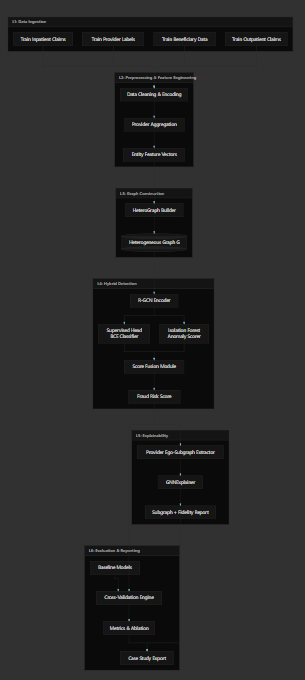 L1: Data Ingestion
Train Inpatient Claims
Train Provider Labels
Train Beneficiary Data
Train Outpatient Claims
L2: Preprocessing & Feature Engineering
Data Cleaning & Encoding
Provider Aggregation
Entity Feature Vectors
L3: Graph Construction
HeteroGraph Builder
Heterogeneous Graph G
L4: Hybrid Detection
R-GCN Encoder
Supervised Head
BCE Classifier
Isolation Forest
Anomaly Scorer
Score Fusion Module
Fraud Risk Score
L5: Explainability
Provider Ego-Subgraph Extractor
GNNExplainer
Subgraph + Fidelity Report
L6: Evaluation & Reporting
Baseline Models
Cross-Validation Engine
Metrics & Ablation
Case Study Export